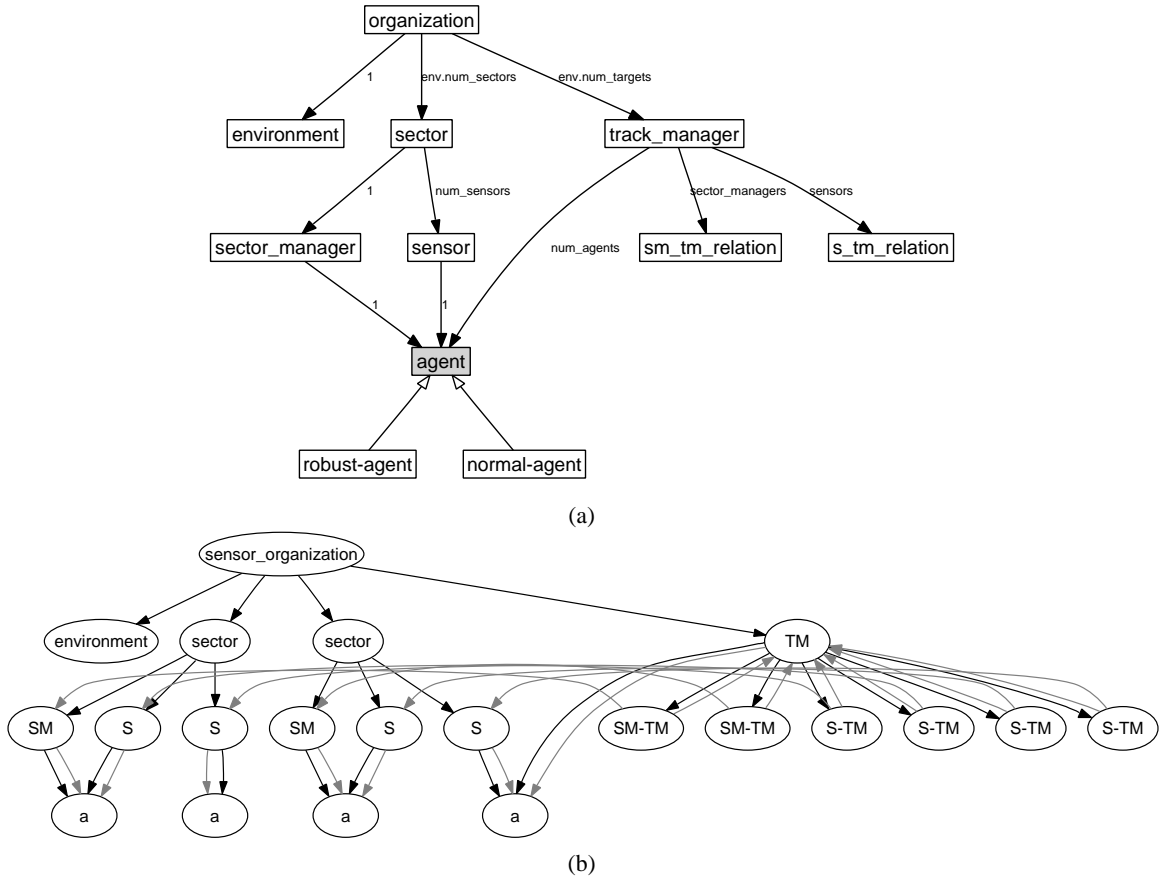 organization
1 env.num_sectors env.num_targets
environment sector track_manager
1 num_sensors sector_managers sensors
sector_manager sensor num_agents sm_tm_relation s_tm_relation
1 1
agent
robust-agent normal-agent
(a)
sensor_organization
environment sector sector TM
SM S S SM S S SM-TM SM-TM S-TM S-TM S-TM S-TM
a a a a
(b)